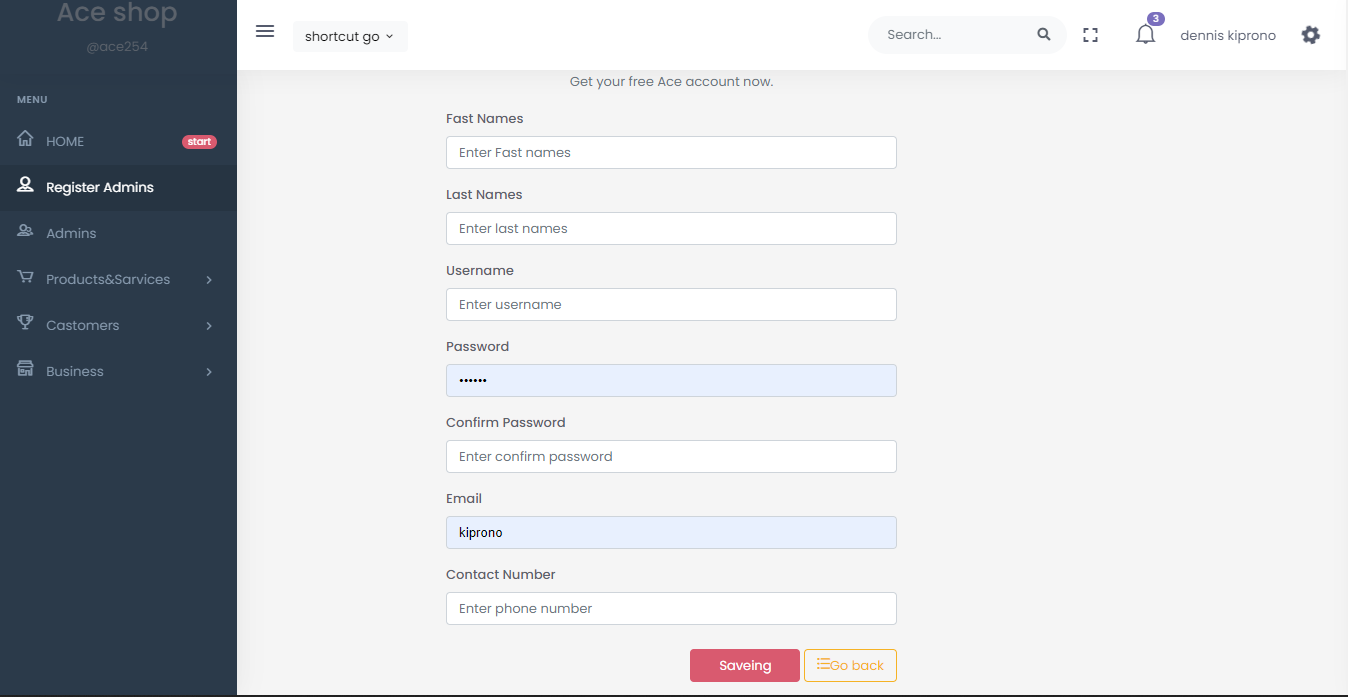 Ace shop
@ace254
MENU
HOME
start
Register Admins
Admins
Products&Sarvices
Castomers
Business
shortcut go
Search...
3
dennis kiprono
Get your free Ace account now.
Fast Names
Enter Fast names
Last Names
Enter last names
Username
Enter username
Password
••••••
Confirm Password
Enter confirm password
Email
kiprono
Contact Number
Enter phone number
Saveing
Go back